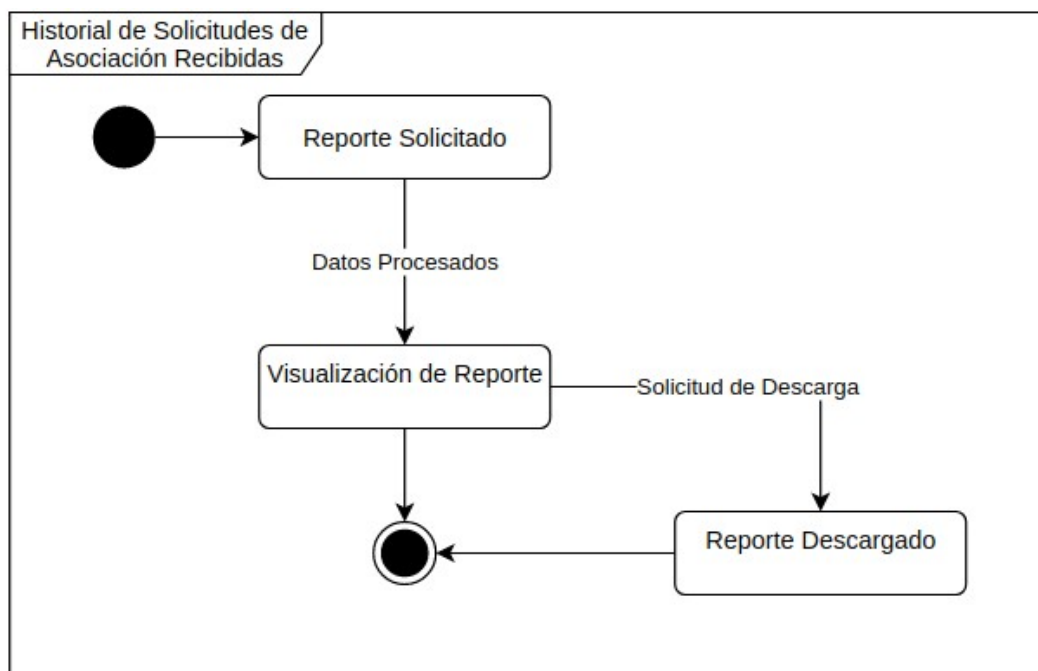 Historial de Solicitudes de
Asociación Recibidas
Reporte Solicitado
Datos Procesados
Visualización de Reporte
Solicitud de Descarga
Reporte Descargado